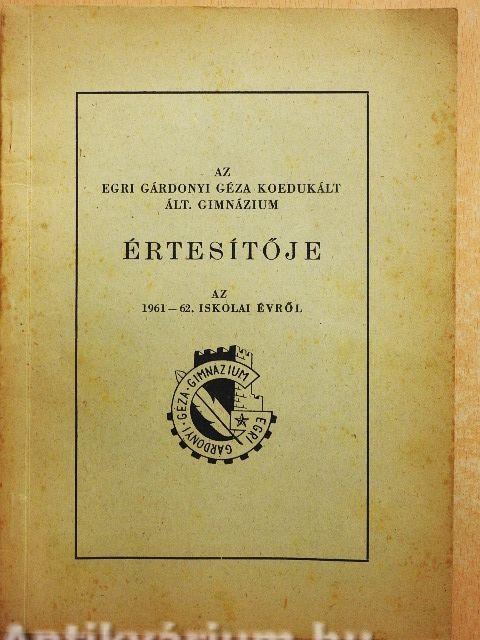 AZ
EGRI GÁRDONYI GÉZA KOEDUKÁLT
ÁLT. GIMNÁZIUM
ÉRTESÍTŐJE
AZ
1961—62. ISKOLAI ÉVRŐL
EGRI GÁRDONYI · GÉZA · GIMNÁZIUM
Antikvárium.hu